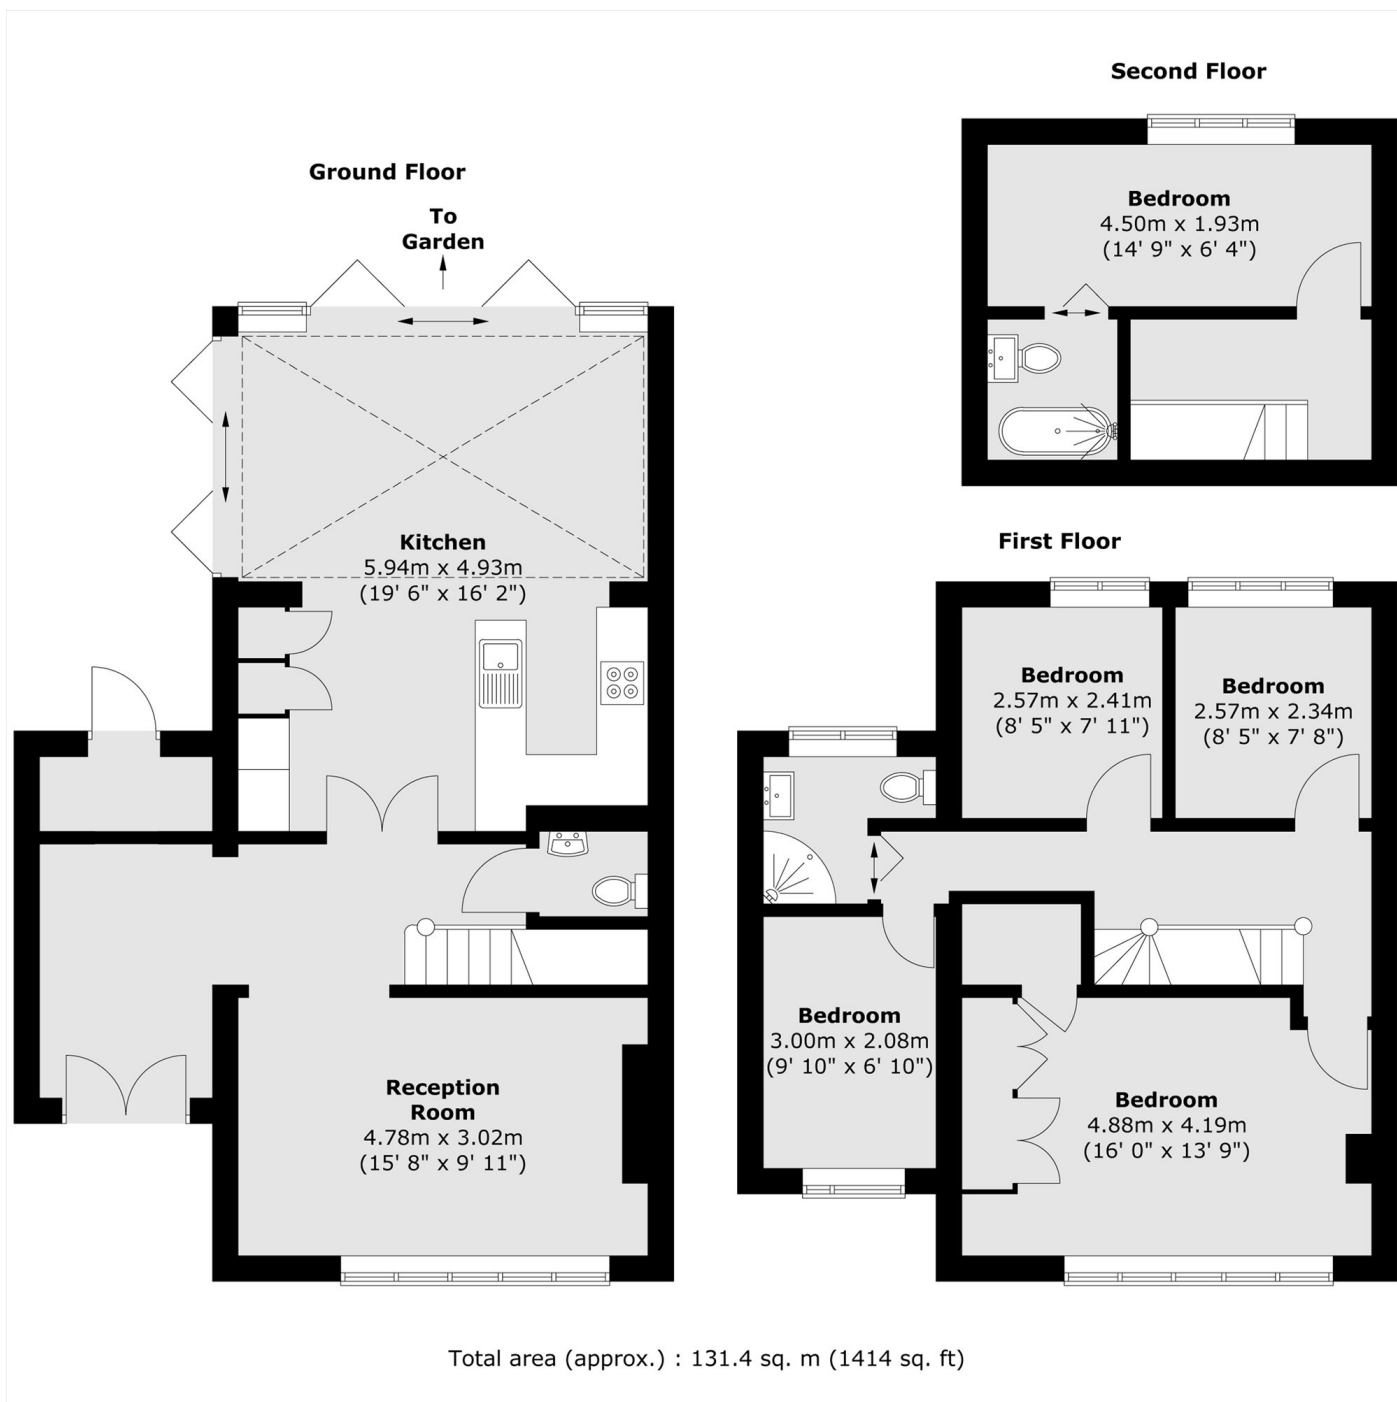 Ground Floor
To
Garden
Kitchen
5.94m x 4.93m
(19' 6" x 16' 2")
Reception
Room
4.78m x 3.02m
(15' 8" x 9' 11")
Second Floor
Bedroom
4.50m x 1.93m
(14' 9" x 6' 4")
First Floor
Bedroom
2.57m x 2.41m
(8' 5" x 7' 11")
Bedroom
2.57m x 2.34m
(8' 5" x 7' 8")
Bedroom
3.00m x 2.08m
(9' 10" x 6' 10")
Bedroom
4.88m x 4.19m
(16' 0" x 13' 9")
Total area (approx.) : 131.4 sq. m (1414 sq. ft)